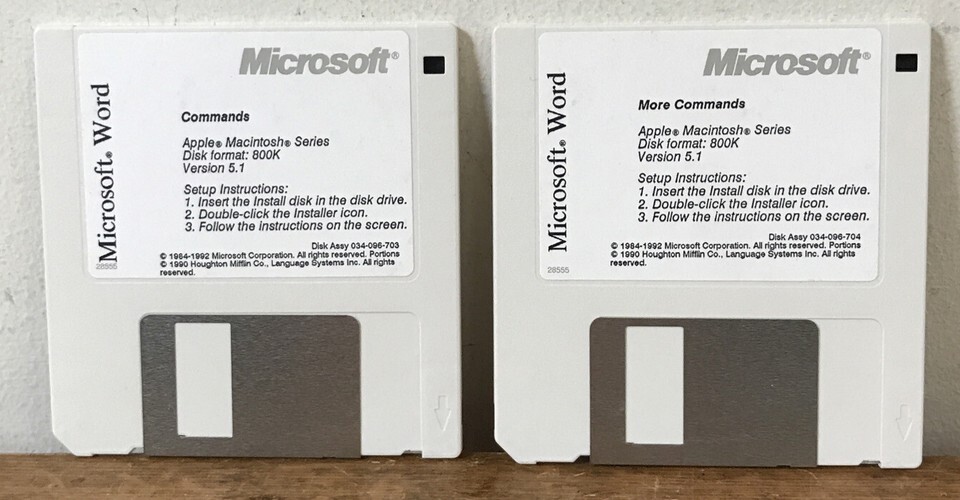 Microsoft®
Microsoft® Word
Commands
Apple® Macintosh® Series
Disk format: 800K
Version 5.1
Setup Instructions:
1. Insert the Install disk in the disk drive.
2. Double-click the Installer icon.
3. Follow the instructions on the screen.
Disk Assy 034-096-703
© 1984-1992 Microsoft Corporation. All rights reserved. Portions
© 1990 Houghton Mifflin Co., Language Systems Inc. All rights
reserved.
28555
Microsoft®
Microsoft® Word
More Commands
Apple® Macintosh® Series
Disk format: 800K
Version 5.1
Setup Instructions:
1. Insert the Install disk in the disk drive.
2. Double-click the Installer icon.
3. Follow the instructions on the screen.
Disk Assy 034-096-704
© 1984-1992 Microsoft Corporation. All rights reserved. Portions
© 1990 Houghton Mifflin Co., Language Systems Inc. All rights
reserved.
28555